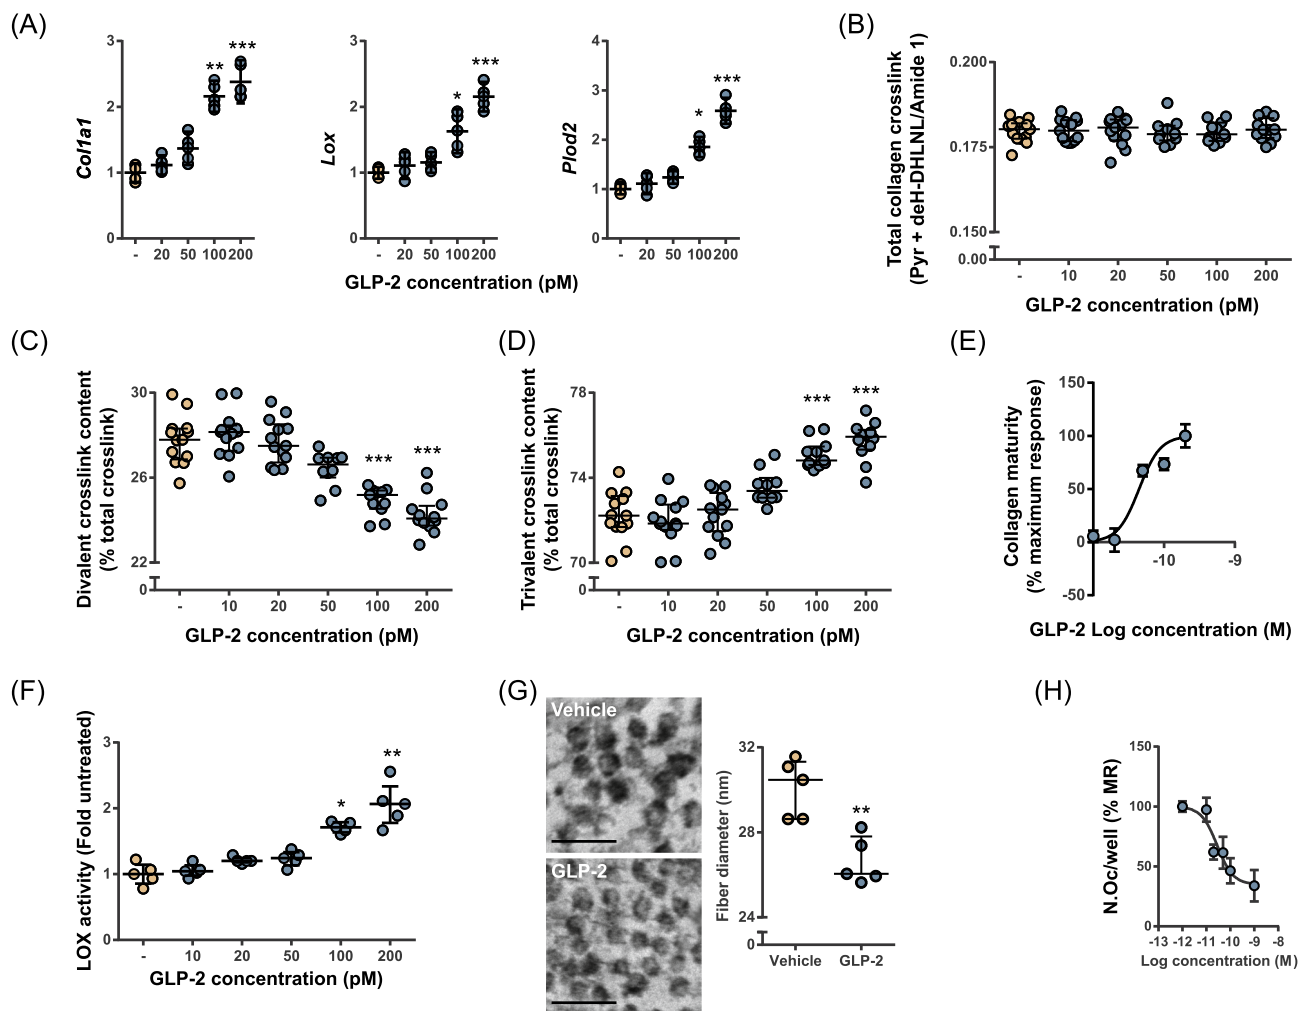 (A)
Col1a1
3
2
1
0
** ***
- 20 50 100 200
Lox
3
2
1
0
* ***
- 20 50 100 200
Plod2
4
3
2
1
0
* ***
- 20 50 100 200
GLP-2 concentration (pM)
(B)
Total collagen crosslink
(Pyr + deH-DHLNL/Amide 1)
0.200
0.175
0.150
0.00
- 10 20 50 100 200
GLP-2 concentration (pM)
(C)
Divalent crosslink content
(% total crosslink)
30
26
22
0
*** ***
- 10 20 50 100 200
GLP-2 concentration (pM)
(D)
Trivalent crosslink content
(% total crosslink)
78
74
70
0
*** ***
- 10 20 50 100 200
GLP-2 concentration (pM)
(E)
Collagen maturity
(% maximum response)
150
100
50
0
-50
-10 -9
GLP-2 Log concentration (M)
(F)
LOX activity (Fold untreated)
3
2
1
0
* **
- 10 20 50 100 200
GLP-2 concentration (pM)
(G)
Vehicle
GLP-2
Fiber diameter (nm)
32
28
24
0
**
Vehicle GLP-2
(H)
N.Oc/well (% MR)
150
100
50
0
-13 -12 -11 -10 -9 -8
Log concentration (M)